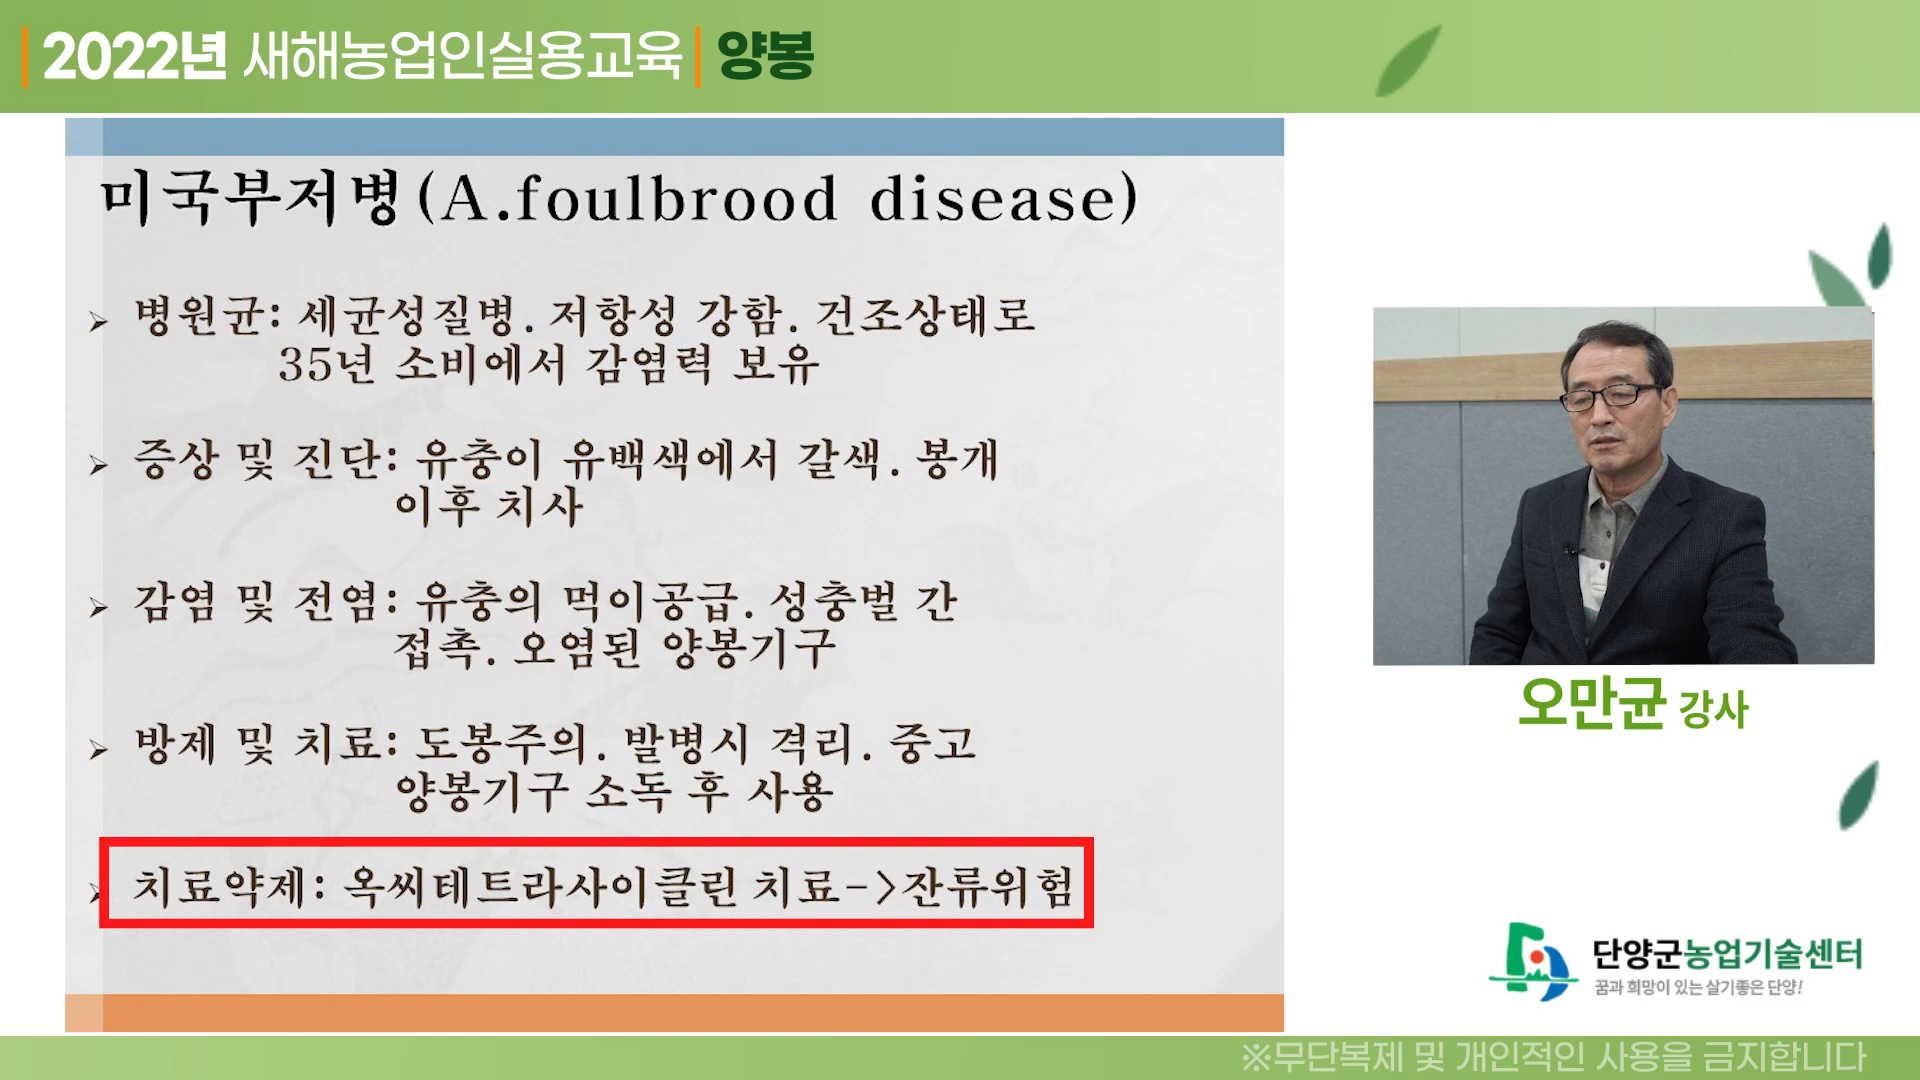 2022년 새해농업인실용교육 양봉
미국부저병(A.foulbrood disease)
➢ 병원균: 세균성질병. 저항성 강함. 건조상태로
35년 소비에서 감염력 보유
➢ 증상 및 진단: 유충이 유백색에서 갈색. 봉개
이후 치사
➢ 감염 및 전염: 유충의 먹이공급. 성충벌 간
접촉. 오염된 양봉기구
➢ 방제 및 치료: 도봉주의. 발병시 격리. 중고
양봉기구 소독 후 사용
➢ 치료약제: 옥씨테트라사이클린 치료->잔류위험
오만균 강사
단양군농업기술센터
꿈과 희망이 있는 살기좋은 단양!
※무단복제 및 개인적인 사용을 금지합니다